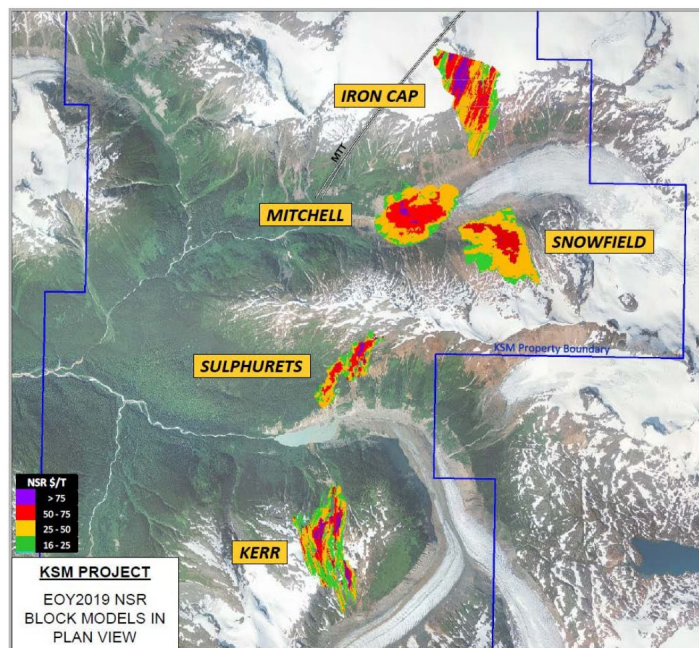 IRON CAP
MTT
MITCHELL
SNOWFIELD
KSM Property Boundary
SULPHURETS
NSR $/T
> 75
50 - 75
25 - 50
16 - 25
KERR
KSM PROJECT
EOY2019 NSR
BLOCK MODELS IN
PLAN VIEW